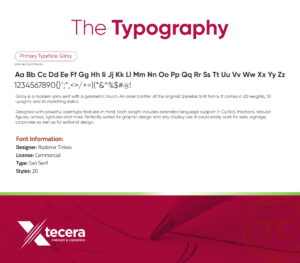 The Typography
Primary Typeface: Gilroy
Aa Bb Cc Dd Ee Ff Gg Hh Ii Jj Kk Ll Mm Nn Oo Pp Qq Rr Ss Tt Uu Vv Ww Xx Yy Zz
1234567890{}:;",<>/+=)(*&^%$#@!
Gilroy is a modern sans serif with a geometric touch. An older brother of the original Qanelas font family. It comes in 20 weights, 10
uprights and its matching italics.
Designed with powerful opentype features in mind. Each weight includes extended language support (+ Cyrillic), fractions, tabular
figures, arrows, ligatures and more. Perfectly suited for graphic design and any display use. It could easily work for web, signage,
corporate as well as for editorial design.
Font Information:
Designer: Radomir Tinkov
License: Commercial
Type: San Serif
Styles: 20
tecera
FREIGHT & LOGISTICS